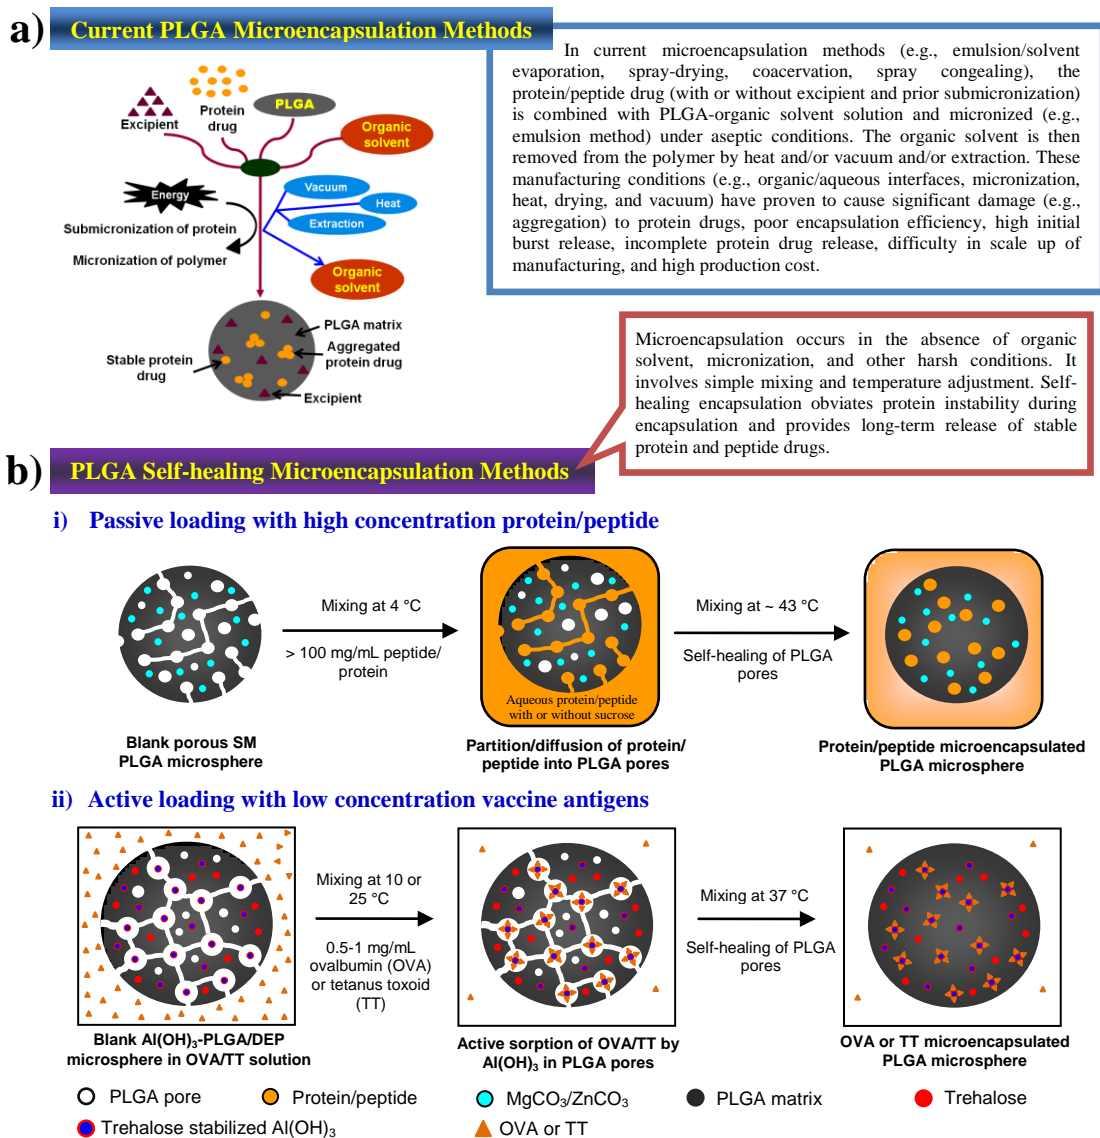 a)
Current PLGA Microencapsulation Methods
In current microencapsulation methods (e.g., emulsion/solvent
evaporation, spray-drying, coacervation, spray congealing), the
protein/peptide drug (with or without excipient and prior submicronization)
is combined with PLGA-organic solvent solution and micronized (e.g.,
emulsion method) under aseptic conditions. The organic solvent is then
removed from the polymer by heat and/or vacuum and/or extraction. These
manufacturing conditions (e.g., organic/aqueous interfaces, micronization,
heat, drying, and vacuum) have proven to cause significant damage (e.g.,
aggregation) to protein drugs, poor encapsulation efficiency, high initial
burst release, incomplete protein drug release, difficulty in scale up of
manufacturing, and high production cost.
Excipient
Protein
drug
PLGA
Organic
solvent
Energy
Submicronization of protein
Micronization of polymer
Vacuum
Heat
Extraction
Organic
solvent
PLGA matrix
Stable protein
drug
Aggregated
protein drug
Excipient
Microencapsulation occurs in the absence of organic
solvent, micronization, and other harsh conditions. It
involves simple mixing and temperature adjustment. Self-
healing encapsulation obviates protein instability during
encapsulation and provides long-term release of stable
protein and peptide drugs.
b)
PLGA Self-healing Microencapsulation Methods
i) Passive loading with high concentration protein/peptide
Mixing at 4 °C
> 100 mg/mL peptide/
protein
Aqueous protein/peptide
with or without sucrose
Mixing at ~ 43 °C
Self-healing of PLGA
pores
Blank porous SM
PLGA microsphere
Partition/diffusion of protein/
peptide into PLGA pores
Protein/peptide microencapsulated
PLGA microsphere
ii) Active loading with low concentration vaccine antigens
Mixing at 10 or
25 °C
0.5-1 mg/mL
ovalbumin (OVA)
or tetanus toxoid
(TT)
Mixing at 37 °C
Self-healing of PLGA
pores
Blank Al(OH)₃-PLGA/DEP
microsphere in OVA/TT solution
Active sorption of OVA/TT by
Al(OH)₃ in PLGA pores
OVA or TT microencapsulated
PLGA microsphere
PLGA pore
Protein/peptide
MgCO₃/ZnCO₃
PLGA matrix
Trehalose
Trehalose stabilized Al(OH)₃
OVA or TT